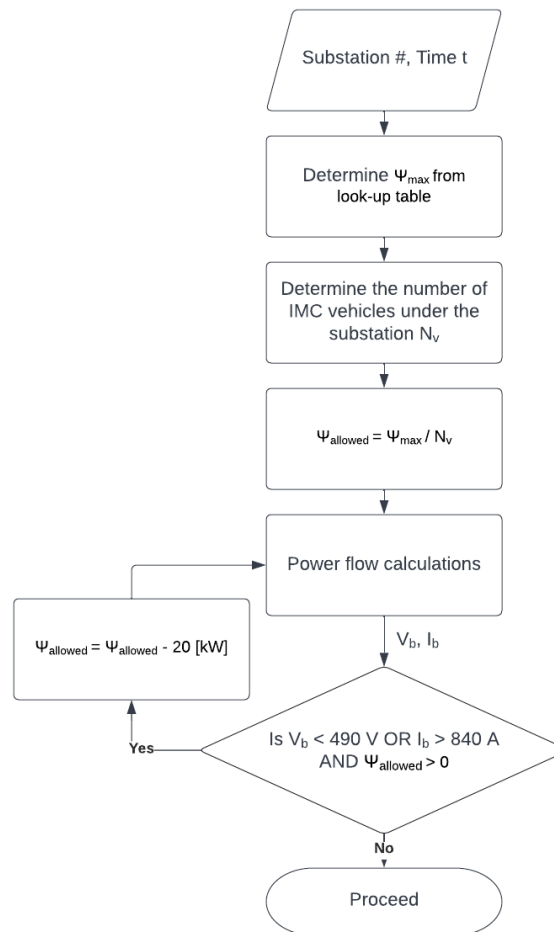 Substation #, Time t
Determine Ψmax from
look-up table
Determine the number of
IMC vehicles under the
substation Nv
Ψallowed = Ψmax / Nv
Power flow calculations
Vb, Ib
Ψallowed = Ψallowed - 20 [kW]
Is Vb < 490 V OR Ib > 840 A
AND Ψallowed > 0
Yes
No
Proceed